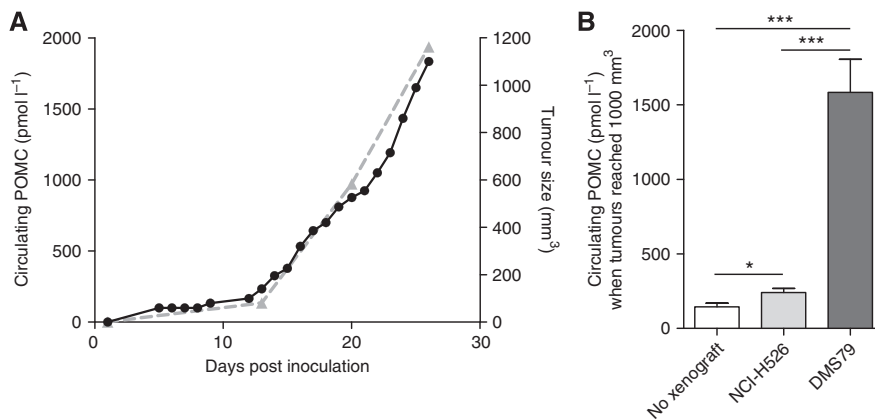 A
Circulating POMC (pmol l⁻¹)
2000
1500
1000
500
0
1200
1000
800
600
400
200
0
Tumour size (mm³)
0
10
20
30
Days post inoculation
B
Circulating POMC (pmol l⁻¹)
when tumours reached 1000 mm³
2000
1500
1000
500
0
***
***
*
No xenograft
NCI-H526
DMS79